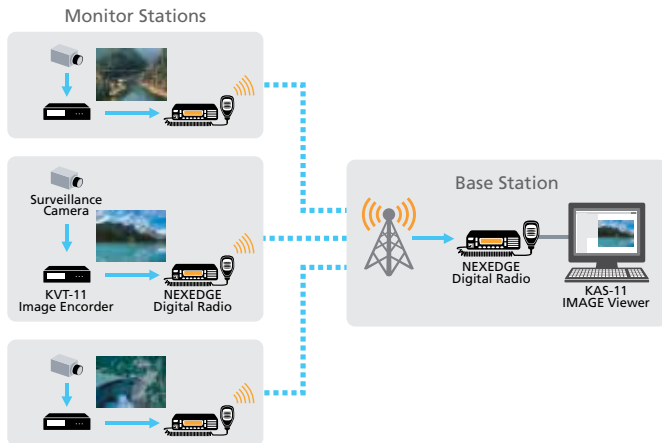 Monitor Stations
Surveillance
Camera
KVT-11
Image Encorder
NEXEDGE
Digital Radio
Base Station
NEXEDGE
Digital Radio
KAS-11
IMAGE Viewer